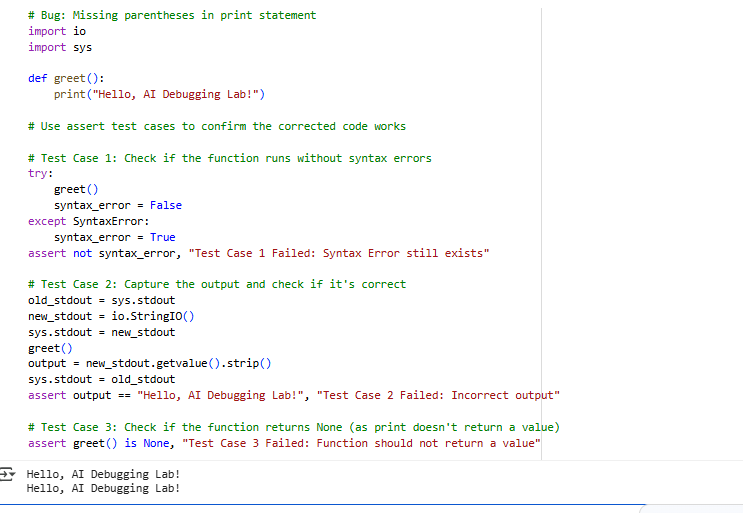 # Bug: Missing parentheses in print statement
import io
import sys
def greet():
    print("Hello, AI Debugging Lab!")
# Use assert test cases to confirm the corrected code works
# Test Case 1: Check if the function runs without syntax errors
try:
    greet()
    syntax_error = False
except SyntaxError:
    syntax_error = True
assert not syntax_error, "Test Case 1 Failed: Syntax Error still exists"
# Test Case 2: Capture the output and check if it's correct
old_stdout = sys.stdout
new_stdout = io.StringIO()
sys.stdout = new_stdout
greet()
output = new_stdout.getvalue().strip()
sys.stdout = old_stdout
assert output == "Hello, AI Debugging Lab!", "Test Case 2 Failed: Incorrect output"
# Test Case 3: Check if the function returns None (as print doesn't return a value)
assert greet() is None, "Test Case 3 Failed: Function should not return a value"
Hello, AI Debugging Lab!
Hello, AI Debugging Lab!